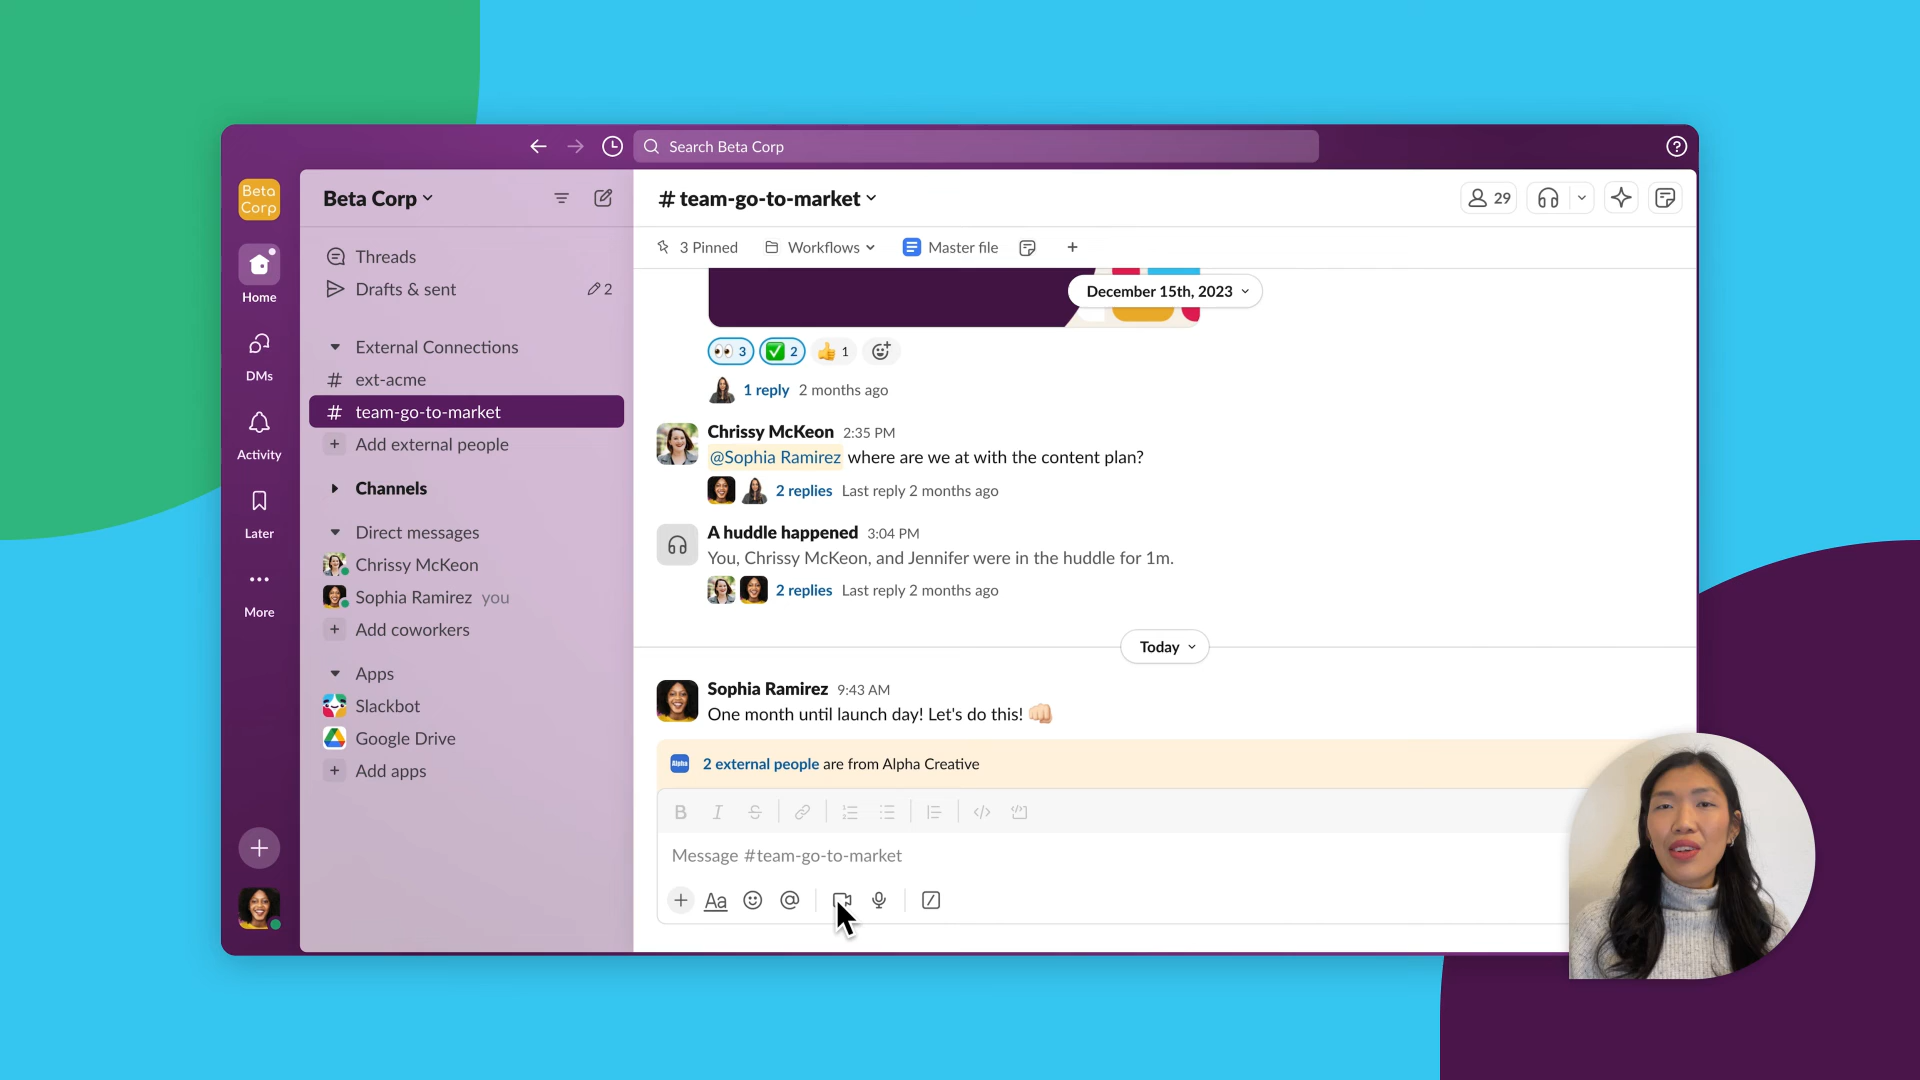 Search Beta Corp
Beta
Corp
Home
DMs
Activity
Later
More
Beta Corp
Threads
Drafts & sent 2
External Connections
# ext-acme
# team-go-to-market
+ Add external people
Channels
Direct messages
Chrissy McKeon
Sophia Ramirez you
+ Add coworkers
Apps
Slackbot
Google Drive
+ Add apps
# team-go-to-market
29
3 Pinned Workflows Master file +
December 15th, 2023
3 2 1
1 reply 2 months ago
Chrissy McKeon 2:35 PM
@Sophia Ramirez where are we at with the content plan?
2 replies Last reply 2 months ago
A huddle happened 3:04 PM
You, Chrissy McKeon, and Jennifer were in the huddle for 1m.
2 replies Last reply 2 months ago
Today
Sophia Ramirez 9:43 AM
One month until launch day! Let's do this! 👊🏻
Alpha 2 external people are from Alpha Creative
B I S
Message #team-go-to-market
+ Aa @